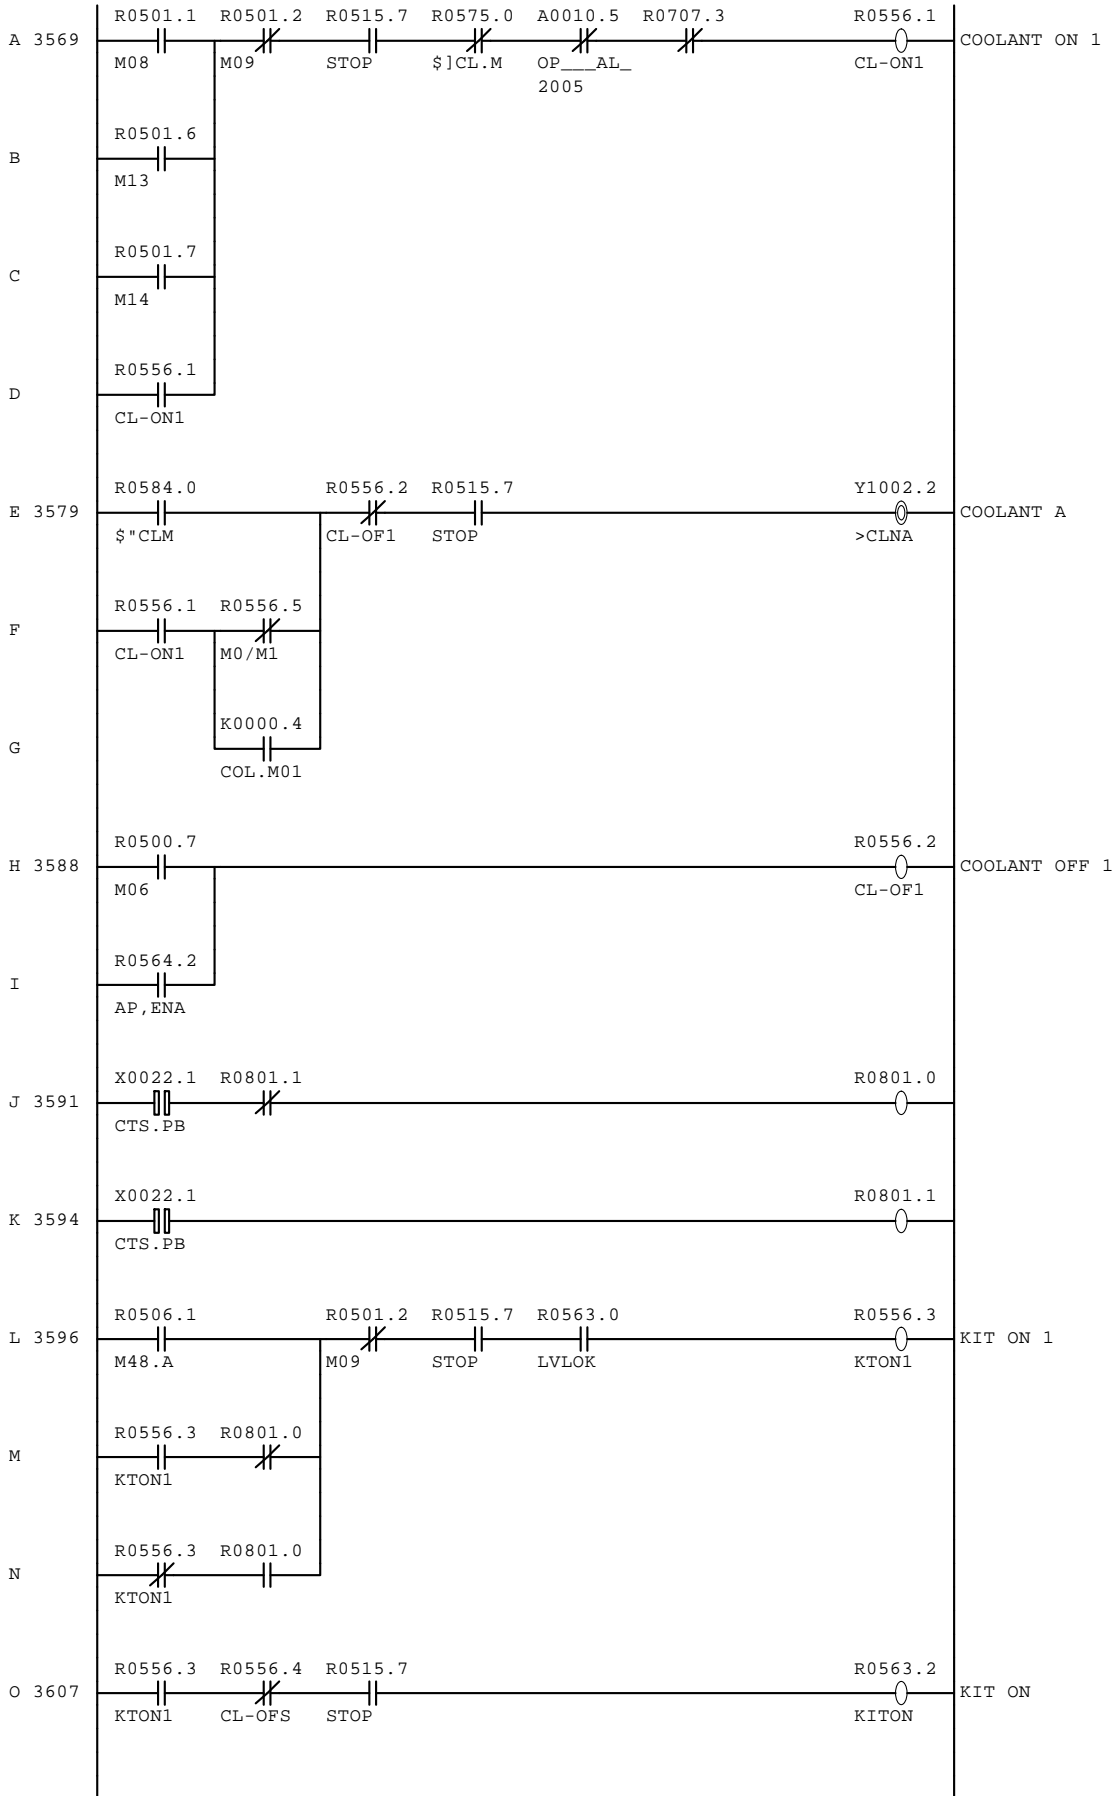 R0501.1 R0501.2 R0515.7 R0575.0 A0010.5 R0707.3 R0556.1
A 3569 COOLANT ON 1
M08 M09 STOP $]CL.M OP___AL_ CL-ON1
2005
R0501.6
B
M13
R0501.7
C
M14
R0556.1
D
CL-ON1
R0584.0 R0556.2 R0515.7 Y1002.2
E 3579 COOLANT A
$"CLM CL-OF1 STOP >CLNA
R0556.1 R0556.5
F
CL-ON1 M0/M1
K0000.4
G
COL.M01
R0500.7 R0556.2
H 3588 COOLANT OFF 1
M06 CL-OF1
R0564.2
I
AP,ENA
X0022.1 R0801.1 R0801.0
J 3591
CTS.PB
X0022.1 R0801.1
K 3594
CTS.PB
R0506.1 R0501.2 R0515.7 R0563.0 R0556.3
L 3596 KIT ON 1
M48.A M09 STOP LVLOK KTON1
R0556.3 R0801.0
M
KTON1
R0556.3 R0801.0
N
KTON1
R0556.3 R0556.4 R0515.7 R0563.2
O 3607 KIT ON
KTON1 CL-OFS STOP KITON